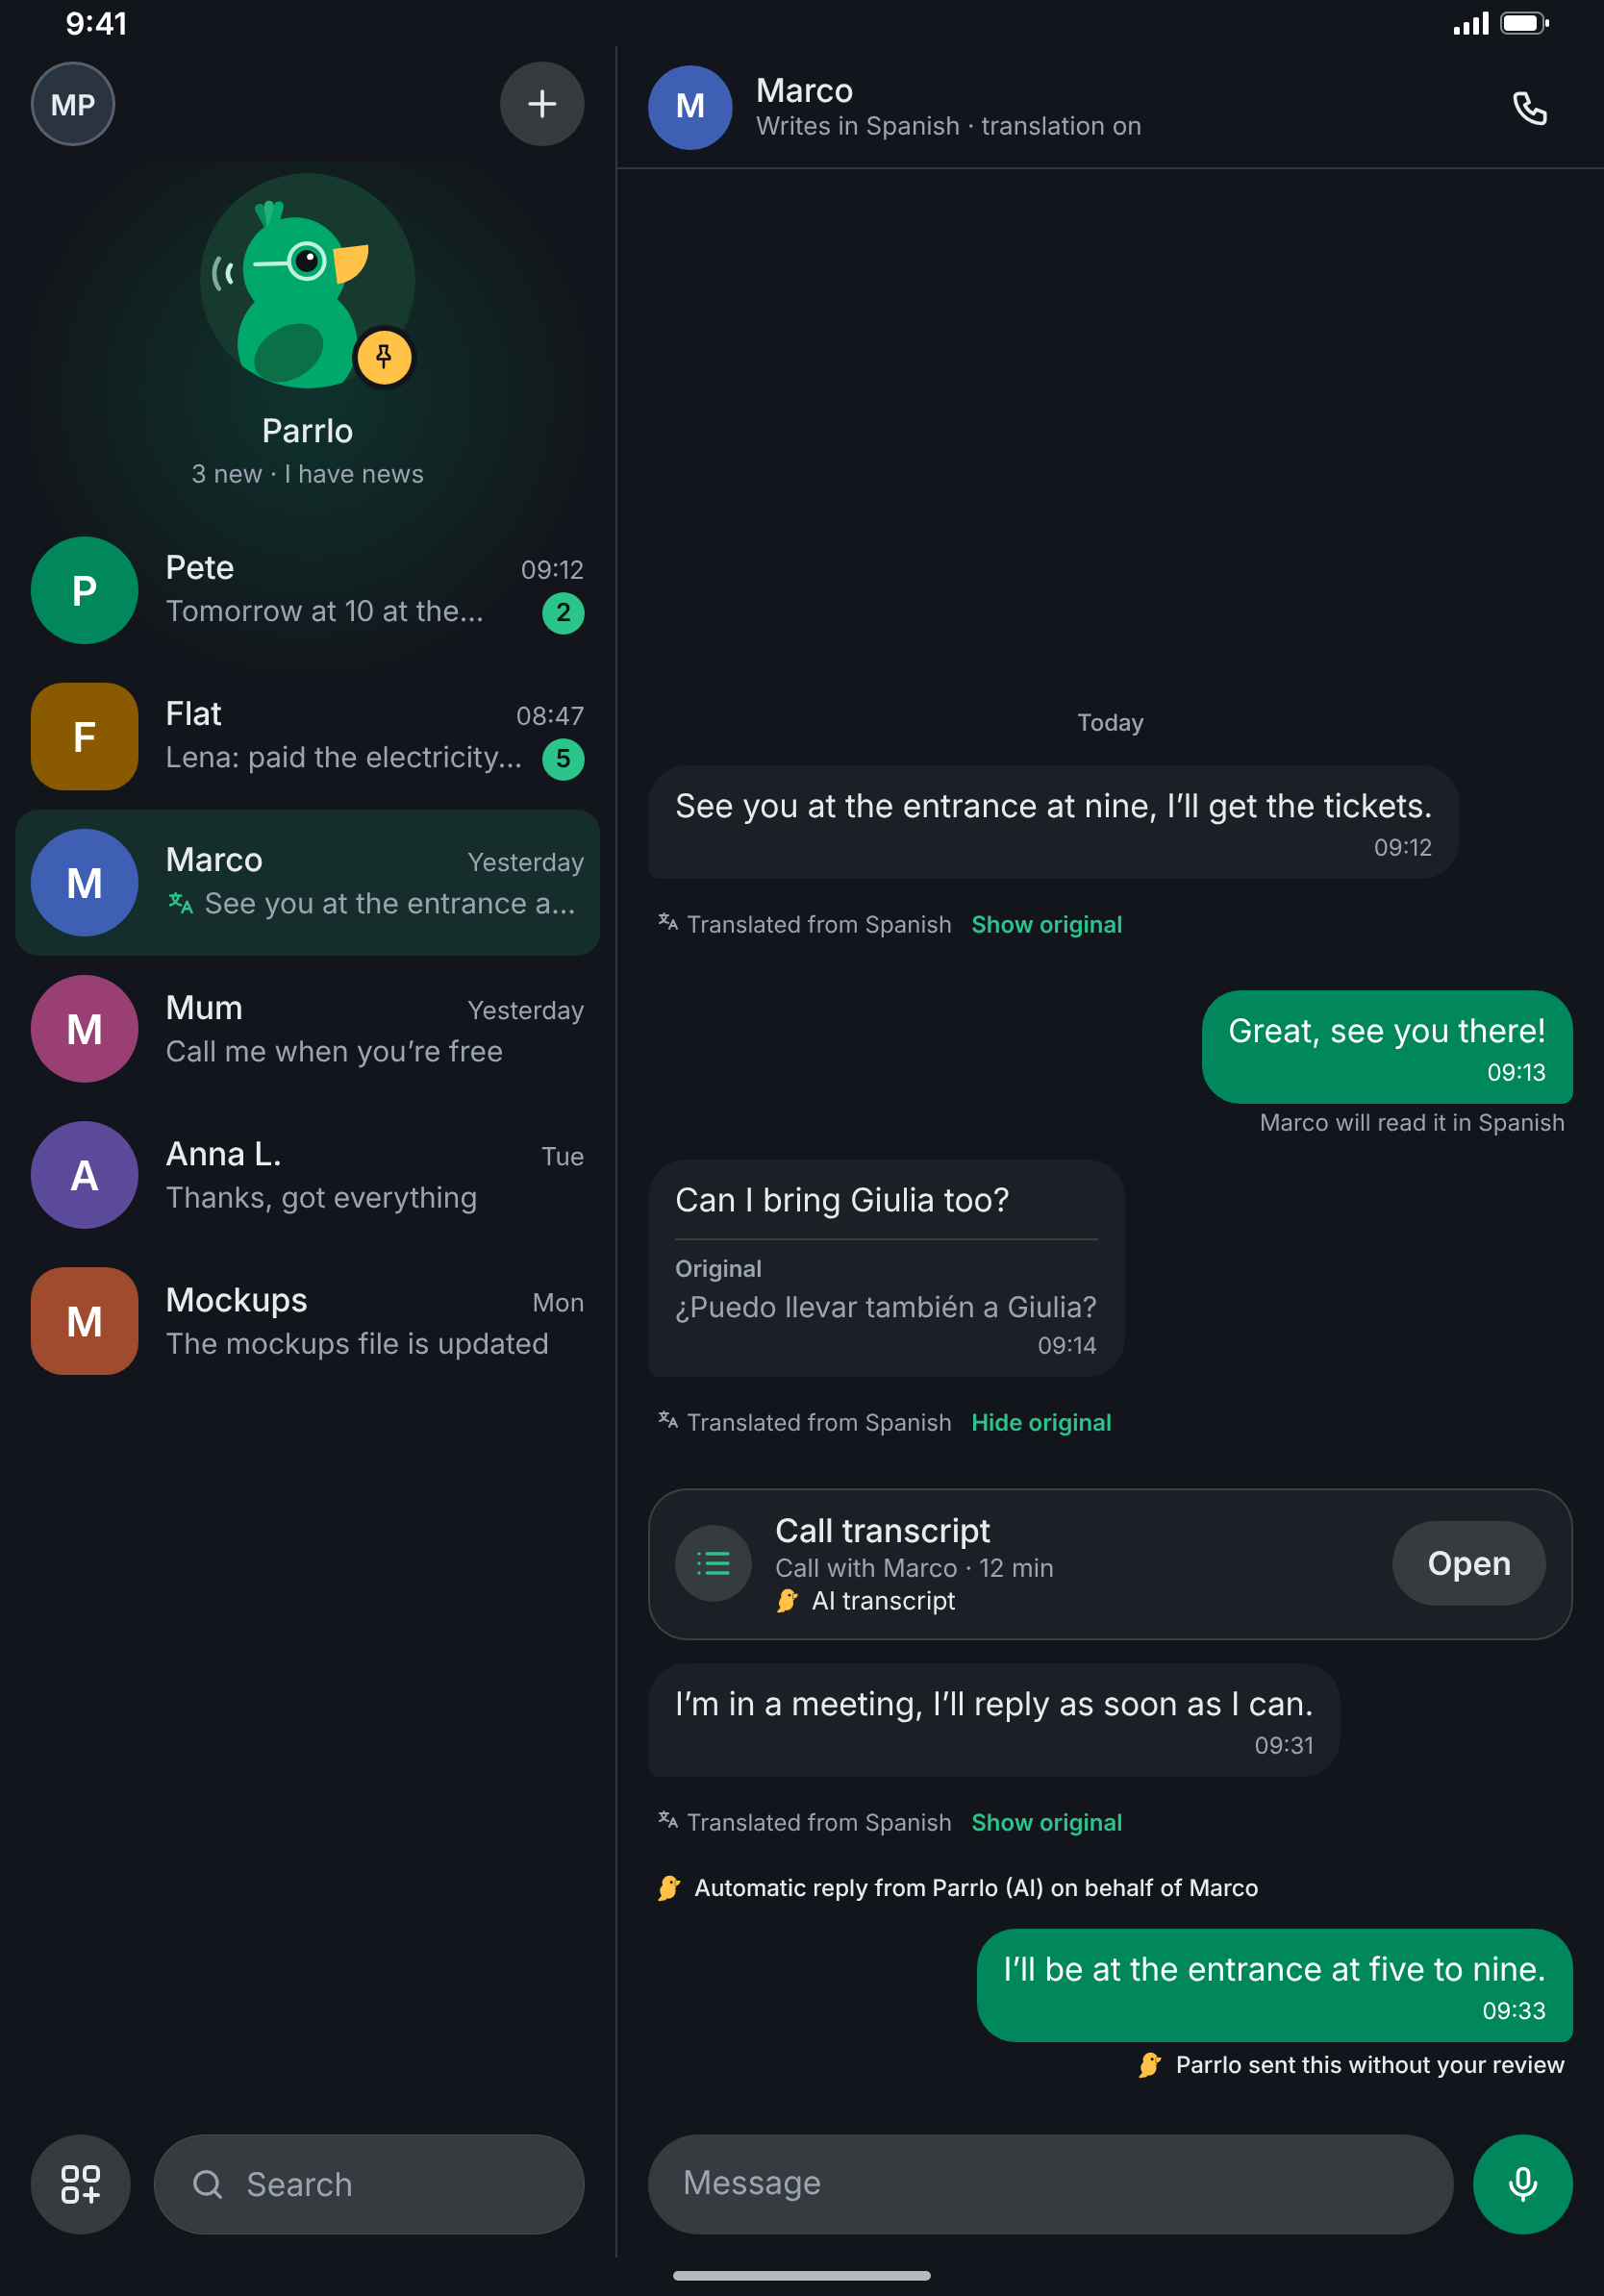 9:41
MP
Parrlo
3 new · I have news
P
Pete
09:12
Tomorrow at 10 at the...
2
F
Flat
08:47
Lena: paid the electricity...
5
M
Marco
Yesterday
See you at the entrance a...
M
Mum
Yesterday
Call me when you’re free
A
Anna L.
Tue
Thanks, got everything
M
Mockups
Mon
The mockups file is updated
Search
M
Marco
Writes in Spanish · translation on
Today
See you at the entrance at nine, I’ll get the tickets.
09:12
Translated from Spanish Show original
Great, see you there!
09:13
Marco will read it in Spanish
Can I bring Giulia too?
Original
¿Puedo llevar también a Giulia?
09:14
Translated from Spanish Hide original
Call transcript
Call with Marco · 12 min
AI transcript
Open
I’m in a meeting, I’ll reply as soon as I can.
09:31
Translated from Spanish Show original
Automatic reply from Parrlo (AI) on behalf of Marco
I’ll be at the entrance at five to nine.
09:33
Parrlo sent this without your review
Message